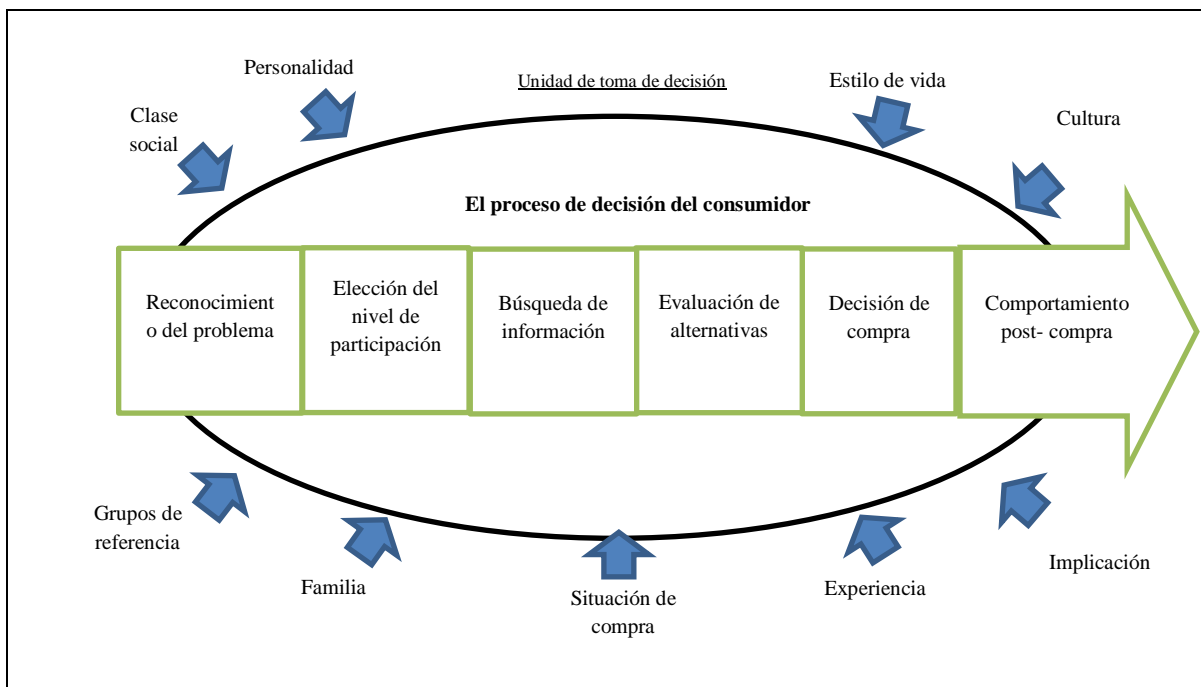 Personalidad
Unidad de toma de decisión
Estilo de vida
Clase
social
Cultura
El proceso de decisión del consumidor
Reconocimient
o del problema
Elección del
nivel de
participación
Búsqueda de
información
Evaluación de
alternativas
Decisión de
compra
Comportamiento
post- compra
Grupos de
referencia
Familia
Situación de
compra
Experiencia
Implicación